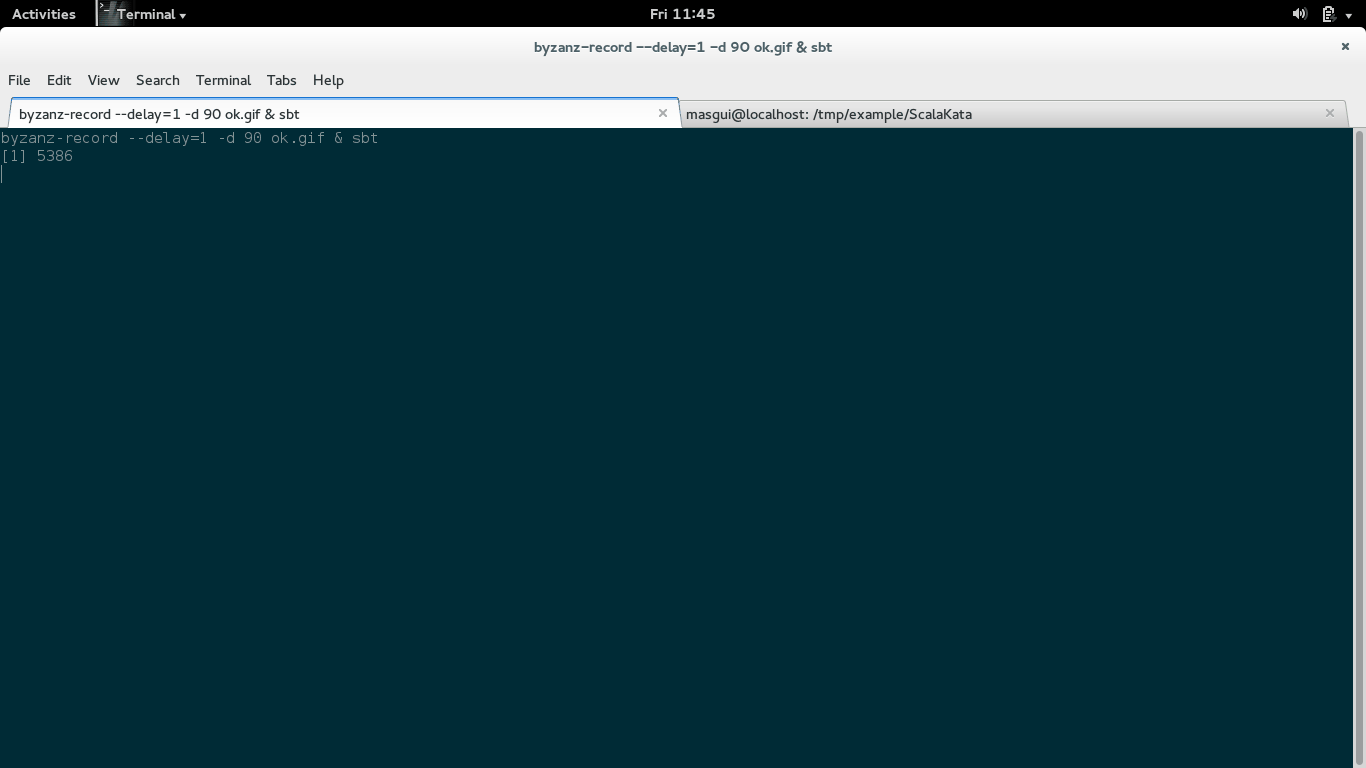 Activities Terminal Fri 11:45
byzanz-record --delay=1 -d 90 ok.gif & sbt
File Edit View Search Terminal Tabs Help
byzanz-record --delay=1 -d 90 ok.gif & sbt masgui@localhost: /tmp/example/ScalaKata
byzanz-record --delay=1 -d 90 ok.gif & sbt
[1] 5386